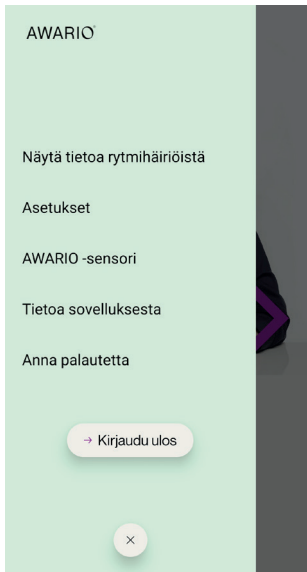 AWARIO
Näytä tietoa rytmihäiriöistä
Asetukset
AWARIO -sensori
Tietoa sovelluksesta
Anna palautetta
→ Kirjaudu ulos
×